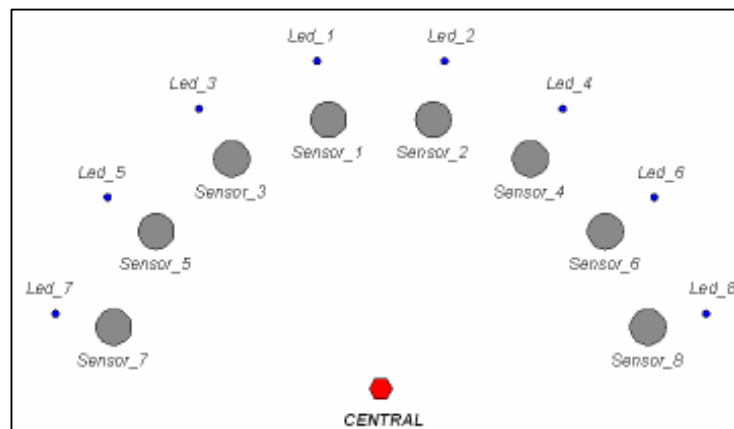 Led_1
Led_2
Led_3
Led_4
Sensor_1
Sensor_2
Led_5
Sensor_3
Sensor_4
Led_6
Sensor_5
Sensor_6
Led_7
Led_8
Sensor_7
Sensor_8
CENTRAL